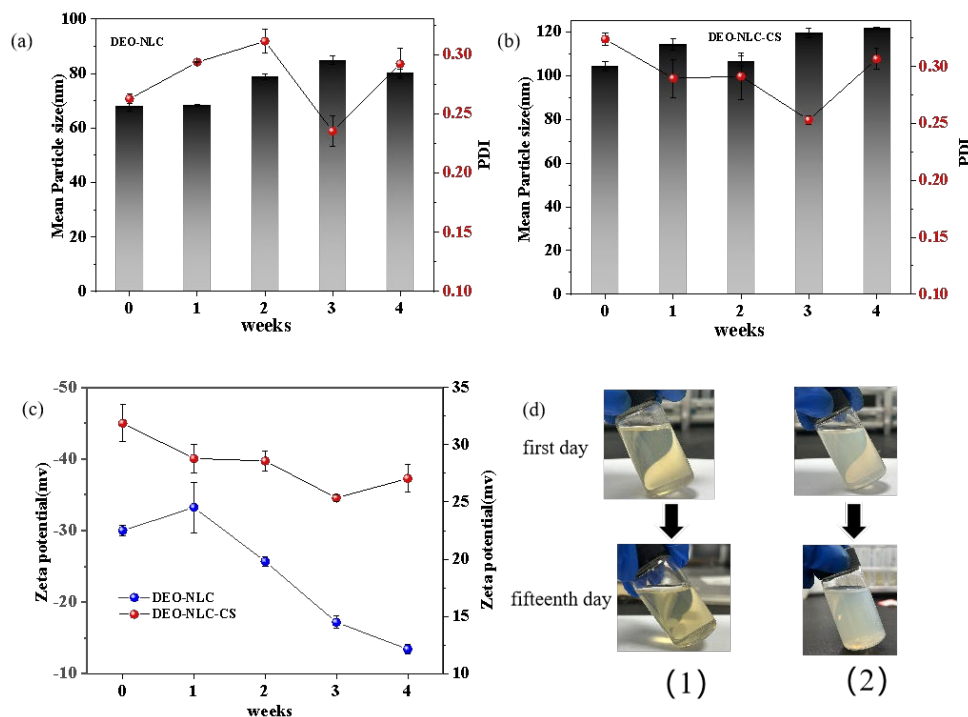 (a)
DEO-NLC
Mean Particle size(nm)
100
80
60
40
20
0
0.30
0.25
0.20
0.15
0.10
PDI
0 1 2 3 4
weeks
(b)
DEO-NLC-CS
Mean Particle size(nm)
120
100
80
60
40
20
0
0.30
0.25
0.20
0.15
0.10
PDI
0 1 2 3 4
weeks
(c)
Zeta potential(mv)
-50
-40
-30
-20
-10
DEO-NLC
DEO-NLC-CS
35
30
25
20
15
10
Zeta potential(mv)
0 1 2 3 4
weeks
(d)
first day
fifteenth day
(1) (2)